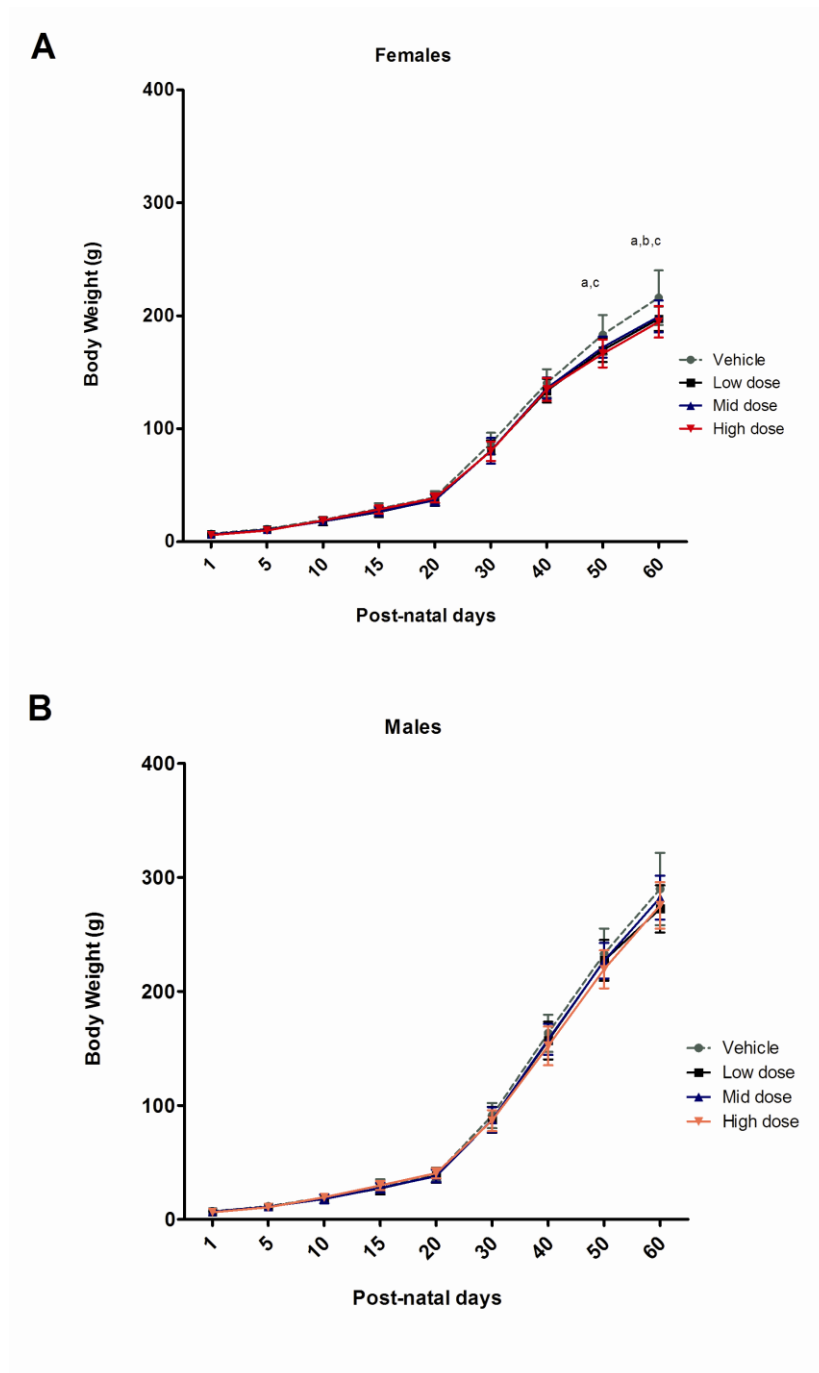 A
Females
400
300
200
100
0
Body Weight (g)
a,c
a,b,c
Vehicle
Low dose
Mid dose
High dose
1 5 10 15 20 30 40 50 60
Post-natal days
B
Males
400
300
200
100
0
Body Weight (g)
Vehicle
Low dose
Mid dose
High dose
1 5 10 15 20 30 40 50 60
Post-natal days